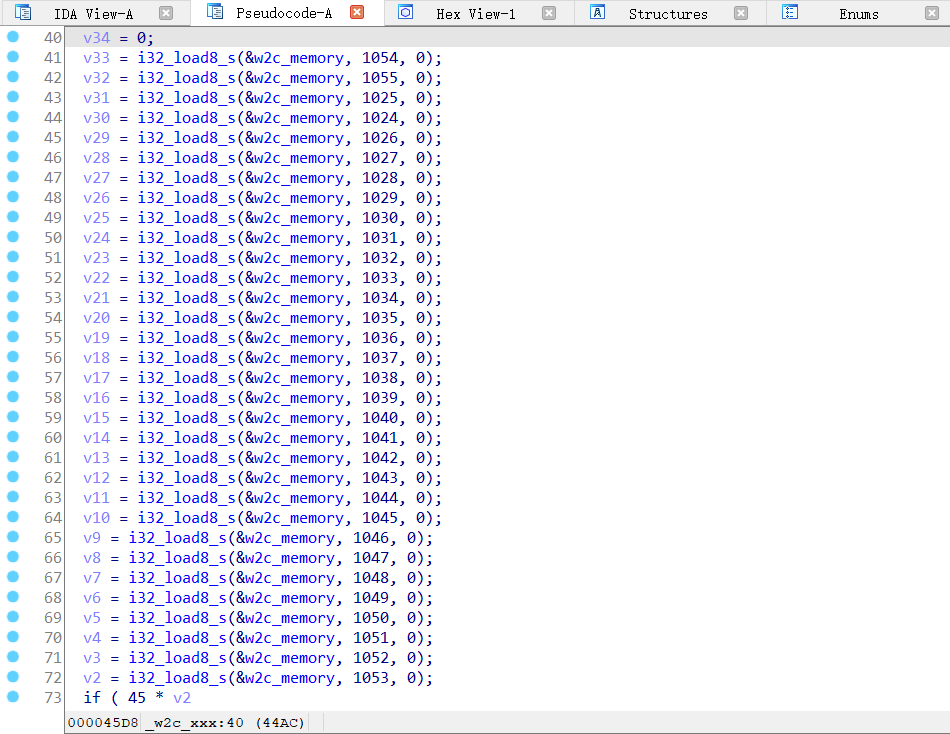 IDA View-A Pseudocode-A Hex View-1 Structures Enums
40 v34 = 0;
41 v33 = i32_load8_s(&w2c_memory, 1054, 0);
42 v32 = i32_load8_s(&w2c_memory, 1055, 0);
43 v31 = i32_load8_s(&w2c_memory, 1025, 0);
44 v30 = i32_load8_s(&w2c_memory, 1024, 0);
45 v29 = i32_load8_s(&w2c_memory, 1026, 0);
46 v28 = i32_load8_s(&w2c_memory, 1027, 0);
47 v27 = i32_load8_s(&w2c_memory, 1028, 0);
48 v26 = i32_load8_s(&w2c_memory, 1029, 0);
49 v25 = i32_load8_s(&w2c_memory, 1030, 0);
50 v24 = i32_load8_s(&w2c_memory, 1031, 0);
51 v23 = i32_load8_s(&w2c_memory, 1032, 0);
52 v22 = i32_load8_s(&w2c_memory, 1033, 0);
53 v21 = i32_load8_s(&w2c_memory, 1034, 0);
54 v20 = i32_load8_s(&w2c_memory, 1035, 0);
55 v19 = i32_load8_s(&w2c_memory, 1036, 0);
56 v18 = i32_load8_s(&w2c_memory, 1037, 0);
57 v17 = i32_load8_s(&w2c_memory, 1038, 0);
58 v16 = i32_load8_s(&w2c_memory, 1039, 0);
59 v15 = i32_load8_s(&w2c_memory, 1040, 0);
60 v14 = i32_load8_s(&w2c_memory, 1041, 0);
61 v13 = i32_load8_s(&w2c_memory, 1042, 0);
62 v12 = i32_load8_s(&w2c_memory, 1043, 0);
63 v11 = i32_load8_s(&w2c_memory, 1044, 0);
64 v10 = i32_load8_s(&w2c_memory, 1045, 0);
65 v9 = i32_load8_s(&w2c_memory, 1046, 0);
66 v8 = i32_load8_s(&w2c_memory, 1047, 0);
67 v7 = i32_load8_s(&w2c_memory, 1048, 0);
68 v6 = i32_load8_s(&w2c_memory, 1049, 0);
69 v5 = i32_load8_s(&w2c_memory, 1050, 0);
70 v4 = i32_load8_s(&w2c_memory, 1051, 0);
71 v3 = i32_load8_s(&w2c_memory, 1052, 0);
72 v2 = i32_load8_s(&w2c_memory, 1053, 0);
73 if ( 45 * v2
000045D8 _w2c_xxx:40 (44AC)